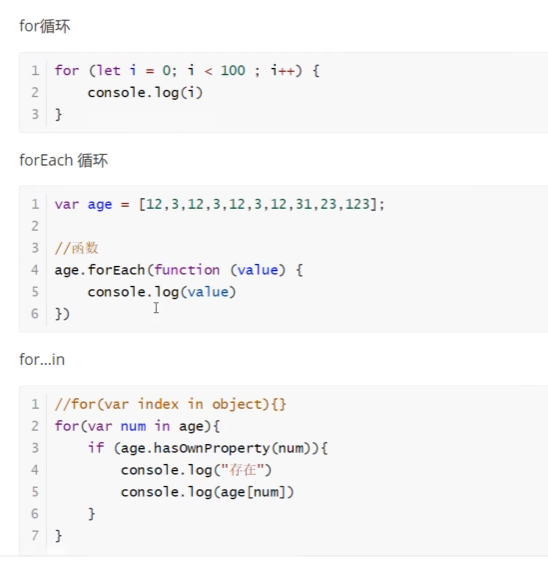 for循环
1 for (let i = 0; i < 100 ; i++) {
2     console.log(i)
3 }
forEach 循环
1 var age = [12,3,12,3,12,3,12,31,23,123];
2
3 //函数
4 age.forEach(function (value) {
5     console.log(value)
6 })
for...in
1 //for(var index in object){}
2 for(var num in age){
3     if (age.hasOwnProperty(num)){
4         console.log("存在")
5         console.log(age[num])
6     }
7 }